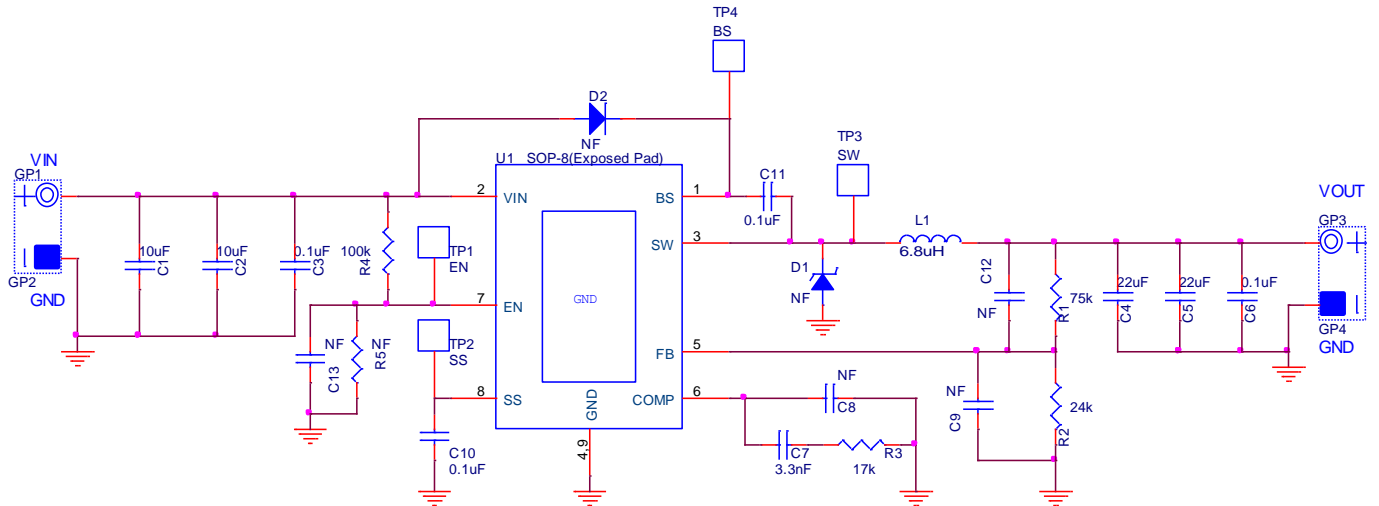 TP4
BS
D2
NF
U1 SOP-8(Exposed Pad)
TP3
SW
VIN
GP1
GP2
GND
10uF
C1
10uF
C2
0.1uF
C3
100k
R4
TP1
EN
TP2
SS
NF
C13
NF
R5
C10
0.1uF
2
VIN
7
EN
8
SS
GND
GND
4,9
BS
1
SW
3
FB
5
COMP
6
C11
0.1uF
D1
NF
L1
6.8uH
C12
NF
75k
R1
22uF
C4
22uF
C5
0.1uF
C6
VOUT
GP3
GP4
GND
NF
C8
C7
3.3nF
R3
17k
NF
C9
24k
R2